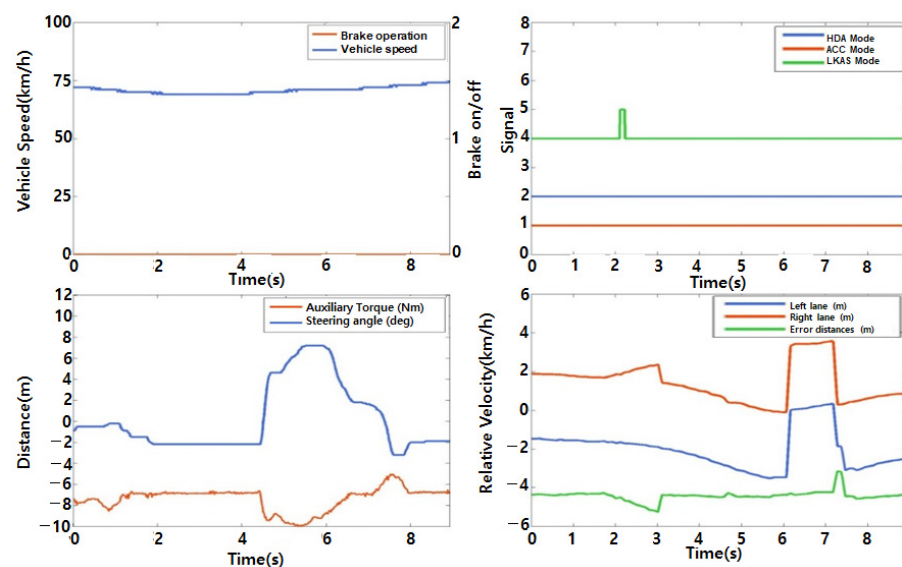 100
75
50
25
0
Vehicle Speed(km/h)
Brake operation
Vehicle speed
2
1
0
Brake on/off
0 2 4 6 8
Time(s)
8
7
6
5
4
3
2
1
0
Signal
HDA Mode
ACC Mode
LKAS Mode
0 1 2 3 4 5 6 7 8
Time(s)
12
10
8
6
4
2
0
−2
−4
−6
−8
−10
Distance(m)
Auxiliary Torque (Nm)
Steering angle (deg)
0 2 4 6 8
Time(s)
6
4
2
0
−2
−4
−6
Relative Velocity(km/h)
Left lane (m)
Right lane (m)
Error distances (m)
0 1 2 3 4 5 6 7 8
Time(s)